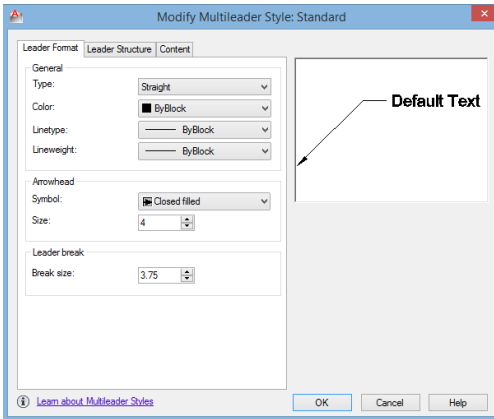 Modify Multileader Style: Standard
Leader Format Leader Structure Content
General
Type: Straight
Color: ByBlock
Linetype: ByBlock
Lineweight: ByBlock
Arrowhead
Symbol: Closed filled
Size: 4
Leader break
Break size: 3.75
Default Text
Learn about Multileader Styles
OK Cancel Help